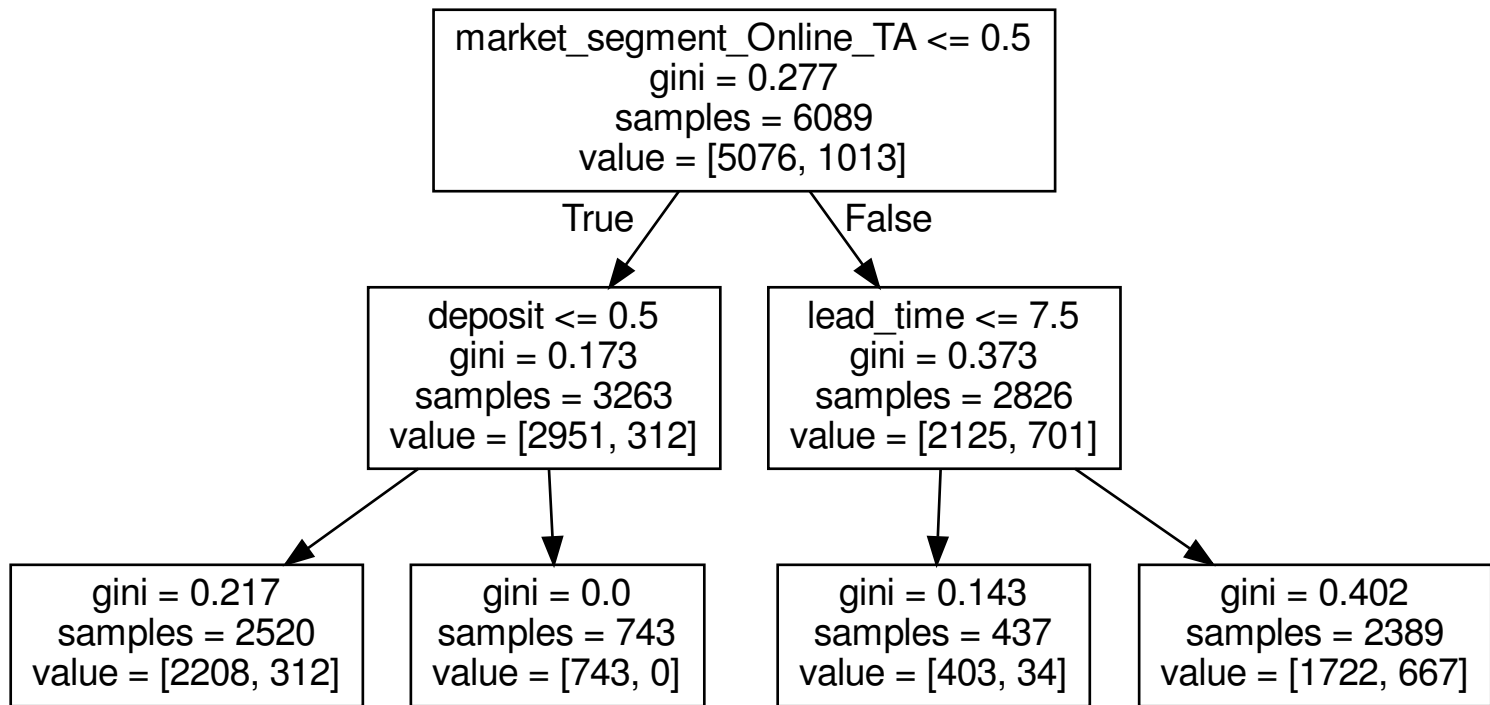 market_segment_Online_TA <= 0.5
gini = 0.277
samples = 6089
value = [5076, 1013]
True
False
deposit <= 0.5
gini = 0.173
samples = 3263
value = [2951, 312]
lead_time <= 7.5
gini = 0.373
samples = 2826
value = [2125, 701]
gini = 0.217
samples = 2520
value = [2208, 312]
gini = 0.0
samples = 743
value = [743, 0]
gini = 0.143
samples = 437
value = [403, 34]
gini = 0.402
samples = 2389
value = [1722, 667]